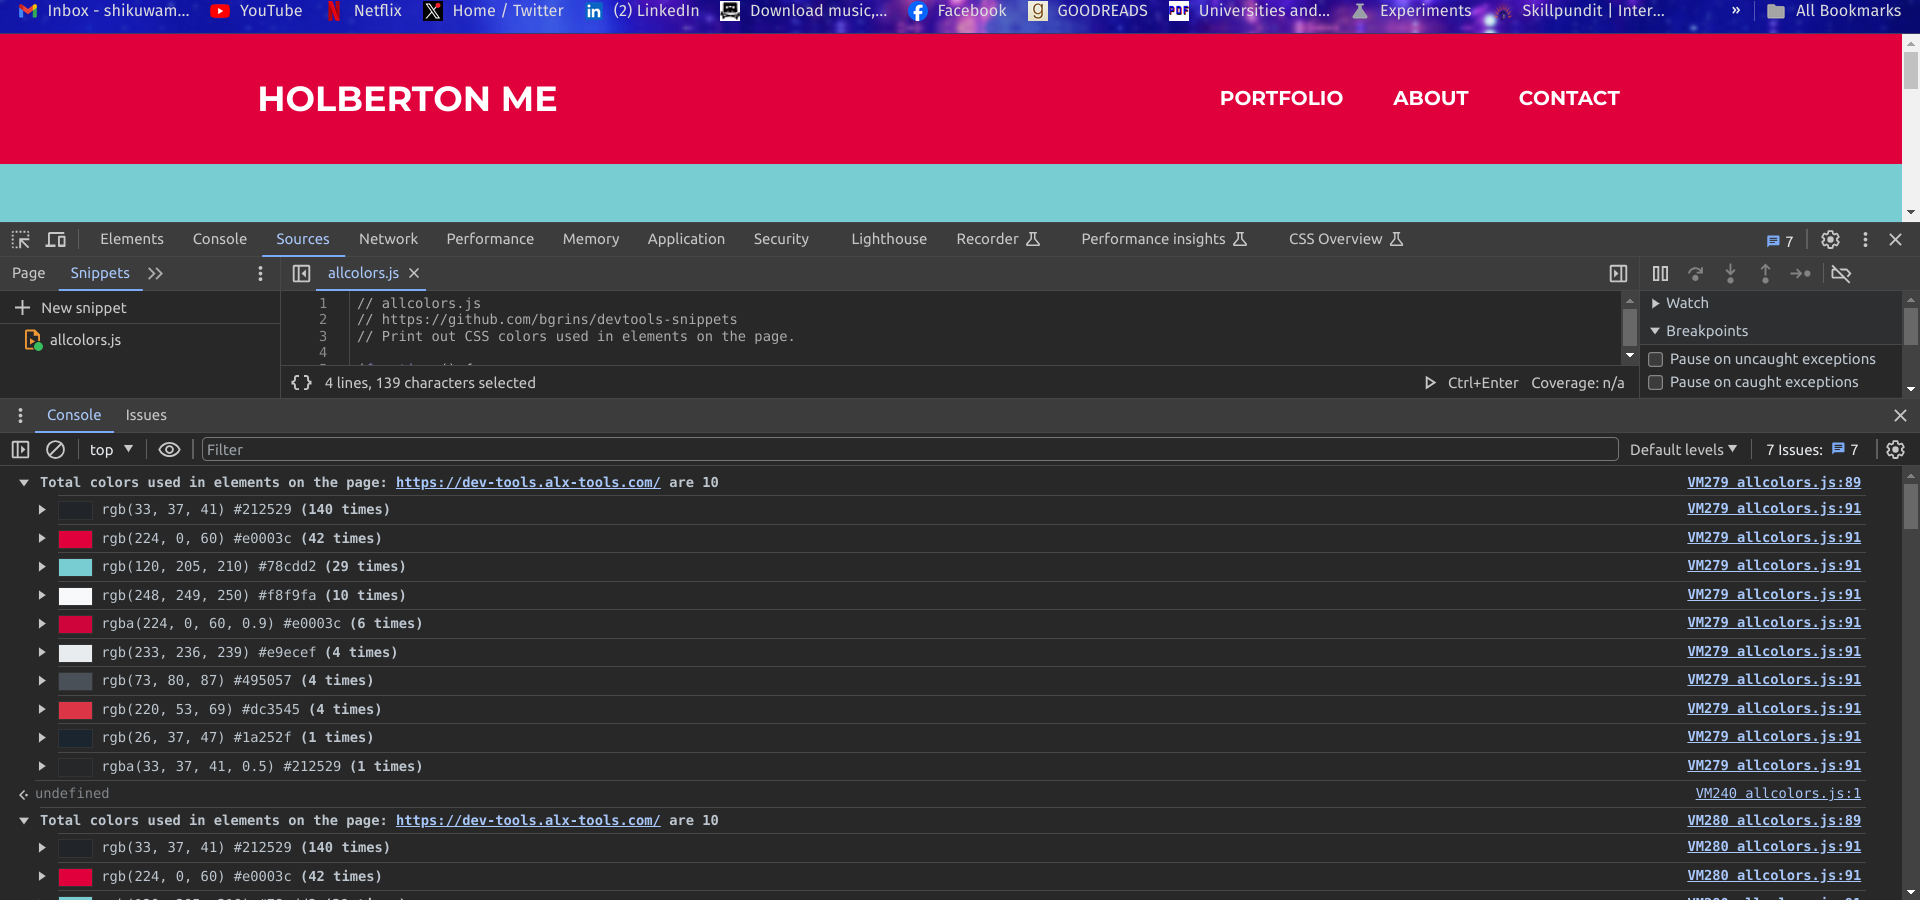 Inbox - shikuwam... YouTube Netflix Home / Twitter (2) LinkedIn Download music,... Facebook GOODREADS Universities and... Experiments Skillpundit | Inter... » All Bookmarks
HOLBERTON ME PORTFOLIO ABOUT CONTACT
Elements Console Sources Network Performance Memory Application Security Lighthouse Recorder Performance insights CSS Overview 7
Page Snippets allcolors.js
New snippet
allcolors.js
1 // allcolors.js
2 // https://github.com/bgrins/devtools-snippets
3 // Print out CSS colors used in elements on the page.
4
{} 4 lines, 139 characters selected Ctrl+Enter Coverage: n/a
Watch
Breakpoints
Pause on uncaught exceptions
Pause on caught exceptions
Console Issues
top Filter Default levels 7 Issues: 7
Total colors used in elements on the page: https://dev-tools.alx-tools.com/ are 10 VM279 allcolors.js:89
rgb(33, 37, 41) #212529 (140 times) VM279 allcolors.js:91
rgb(224, 0, 60) #e0003c (42 times) VM279 allcolors.js:91
rgb(120, 205, 210) #78cdd2 (29 times) VM279 allcolors.js:91
rgb(248, 249, 250) #f8f9fa (10 times) VM279 allcolors.js:91
rgba(224, 0, 60, 0.9) #e0003c (6 times) VM279 allcolors.js:91
rgb(233, 236, 239) #e9ecef (4 times) VM279 allcolors.js:91
rgb(73, 80, 87) #495057 (4 times) VM279 allcolors.js:91
rgb(220, 53, 69) #dc3545 (4 times) VM279 allcolors.js:91
rgb(26, 37, 47) #1a252f (1 times) VM279 allcolors.js:91
rgba(33, 37, 41, 0.5) #212529 (1 times) VM279 allcolors.js:91
undefined VM240 allcolors.js:1
Total colors used in elements on the page: https://dev-tools.alx-tools.com/ are 10 VM280 allcolors.js:89
rgb(33, 37, 41) #212529 (140 times) VM280 allcolors.js:91
rgb(224, 0, 60) #e0003c (42 times) VM280 allcolors.js:91